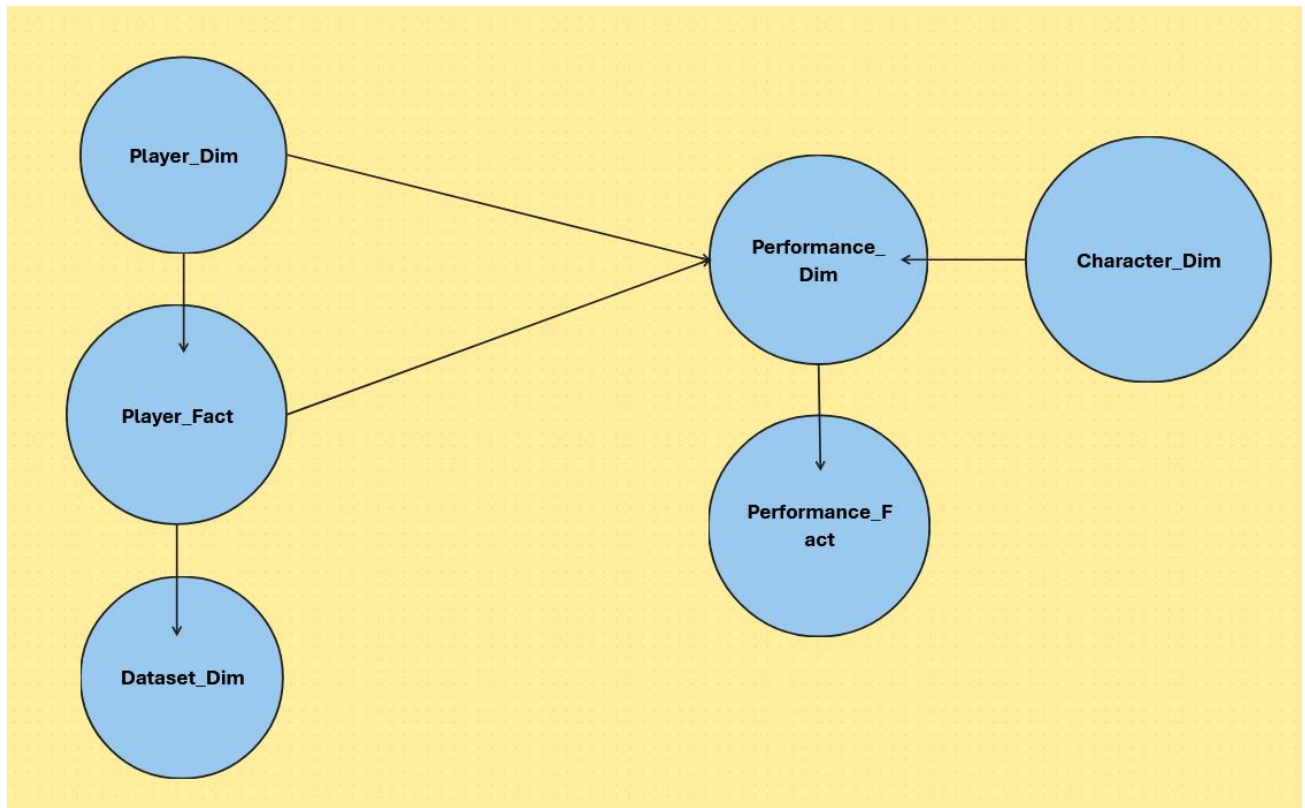 Player_Dim
Performance_
Dim
Character_Dim
Player_Fact
Performance_F
act
Dataset_Dim